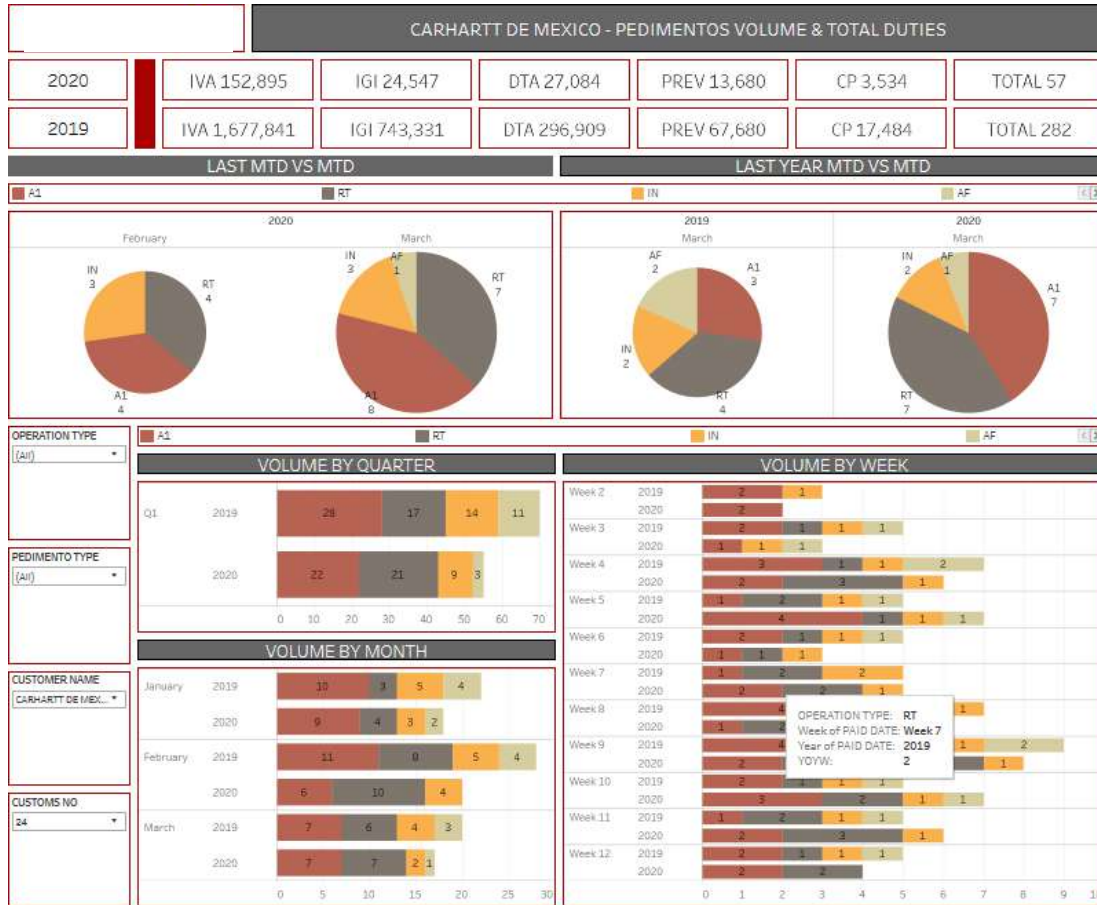 CARHARTT DE MEXICO - PEDIMENTOS VOLUME & TOTAL DUTIES
2020 IVA 152,895 IGI 24,547 DTA 27,084 PREV 13,680 CP 3,534 TOTAL 57
2019 IVA 1,677,841 IGI 743,331 DTA 296,909 PREV 67,680 CP 17,484 TOTAL 282
LAST MTD VS MTD LAST YEAR MTD VS MTD
A1 RT IN AF
2020 2019 2020
February March March March
IN 3 RT 4 A1 4
IN 3 AF 1 RT 7 A1 8
AF 2 A1 3 IN 2 RT 4
IN 2 AF 1 A1 7 RT 7
OPERATION TYPE
(All)
PEDIMENTO TYPE
(All)
CUSTOMER NAME
CARHARTT DE MEX...
CUSTOMS NO
24
A1 RT IN AF
VOLUME BY QUARTER
Q1 2019 28 17 14 11
2020 22 21 9 3
0 10 20 30 40 50 60 70
VOLUME BY MONTH
January 2019 10 3 5 4
2020 9 4 3 2
February 2019 11 8 5 4
2020 6 10 4
March 2019 7 6 4 3
2020 7 7 2 1
0 5 10 15 20 25 30
VOLUME BY WEEK
Week 2 2019 2 1
2020 2
Week 3 2019 2 1 1 1
2020 1 1 1
Week 4 2019 3 1 1 2
2020 2 3 1
Week 5 2019 1 2 1 1
2020 4 1 1 1
Week 6 2019 2 1 1 1
2020 1 1 1
Week 7 2019 1 2 2
2020 2 2 1
Week 8 2019 4 1
2020 1 2
Week 9 2019 4 1 2
2020 2 1
Week 10 2019 2 1 1 1
2020 3 2 1 1
Week 11 2019 1 2 1 1
2020 2 3 1
Week 12 2019 2 1 1 1
2020 2 2
0 1 2 3 4 5 6 7 8 9
OPERATION TYPE: RT
Week of PAID DATE: Week 7
Year of PAID DATE: 2019
YOYW: 2